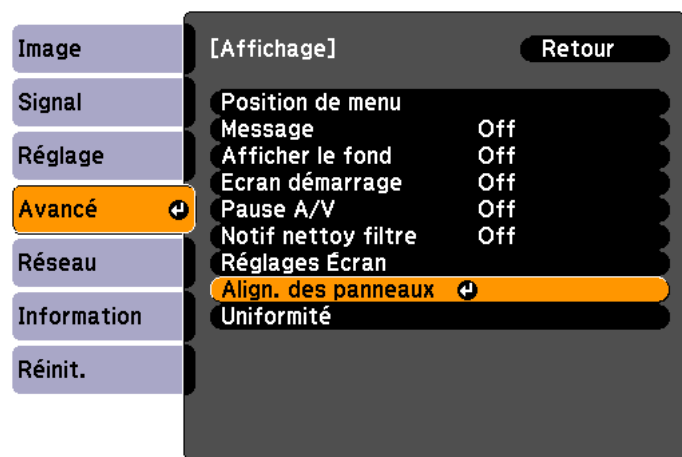 Image
Signal
Réglage
Avancé
Réseau
Information
Réinit.
[Affichage] Retour
Position de menu
Message Off
Afficher le fond Off
Ecran démarrage Off
Pause A/V Off
Notif nettoy filtre Off
Réglages Écran
Align. des panneaux
Uniformité